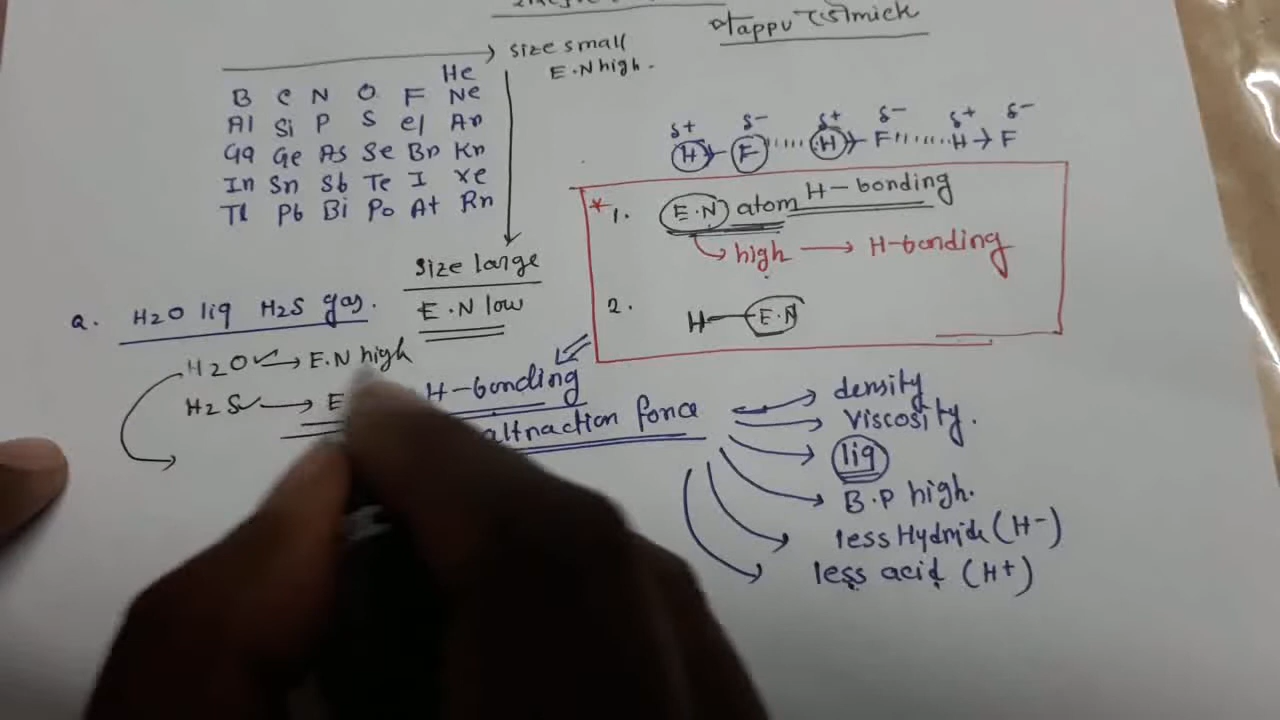 size small
E.N high.
He
B C N O F Ne
Al Si P S Cl Ar
Ga Ge As Se Br Kr
In Sn Sb Te I Xe
Tl Pb Bi Po At Rn
δ+ δ- δ+ δ- δ+ δ-
H F H F H → F
* 1. E.N atom H-bonding
high → H-bonding
2. H — E.N
size large
E.N low
Q. H2O liq H2S gas.
H2O → E.N high
H2S → E
H-bonding
attraction force
density
viscosity.
liq
B.P high.
less Hydride (H-)
less acid (H+)